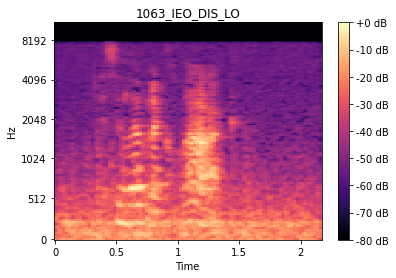 1063_IEO_DIS_LO
+0 dB
8192
-10 dB
4096
-20 dB
-30 dB
2048
Hz
-40 dB
1024
-50 dB
512
-60 dB
-70 dB
0
-80 dB
0 0.5 1 1.5 2
Time